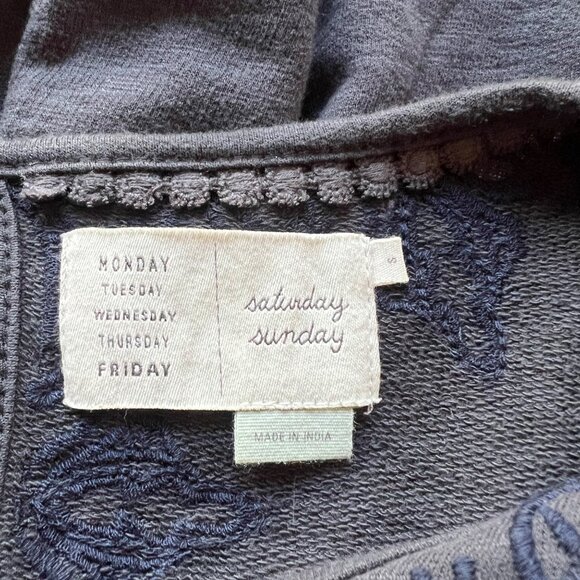 MONDAY
TUESDAY
WEDNESDAY
THURSDAY
FRIDAY
saturday
sunday
S
MADE IN INDIA